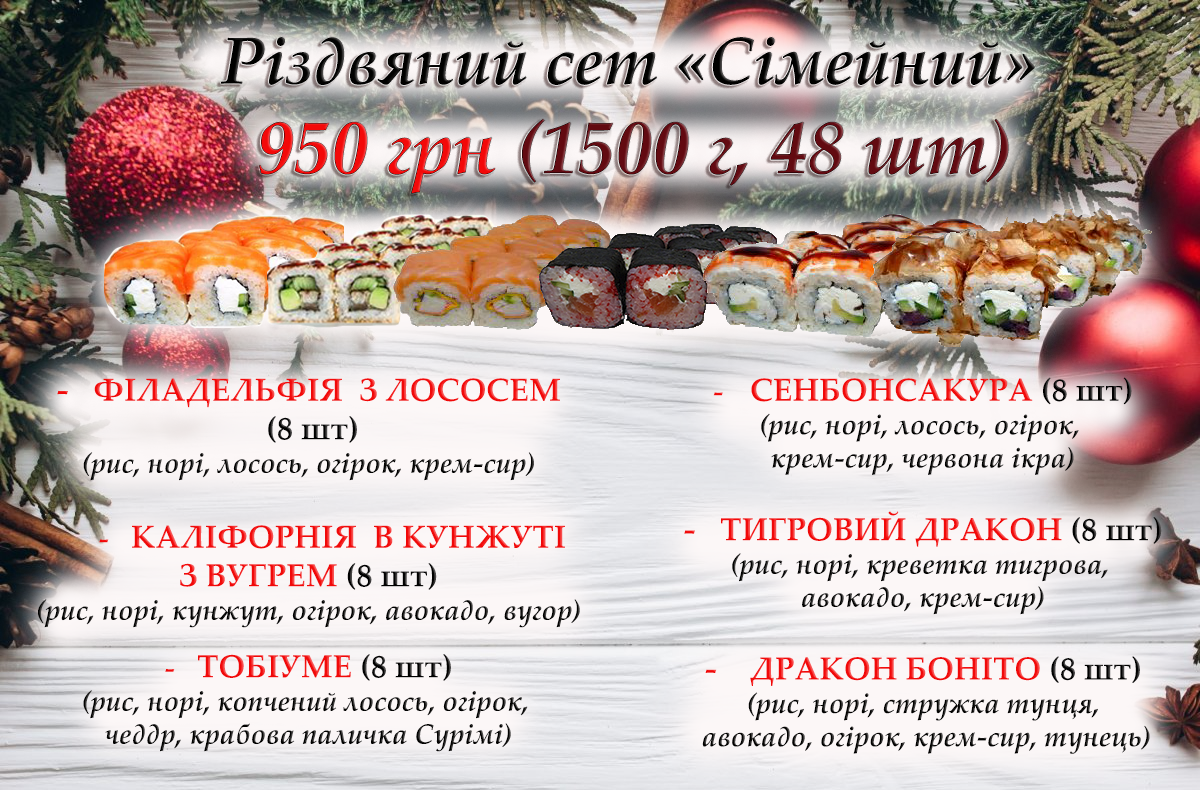 Різдвяний сет «Сімейний»
950 грн (1500 г, 48 шт)
- ФІЛАДЕЛЬФІЯ З ЛОСОСЕМ
(8 шт)
(рис, норі, лосось, огірок, крем-сир)
- КАЛІФОРНІЯ В КУНЖУТІ
З ВУГРЕМ (8 шт)
(рис, норі, кунжут, огірок, авокадо, вугор)
- ТОБІУМЕ (8 шт)
(рис, норі, копчений лосось, огірок,
чеддр, крабова паличка Сурімі)
- СЕНБОНСАКУРА (8 шт)
(рис, норі, лосось, огірок,
крем-сир, червона ікра)
- ТИГРОВИЙ ДРАКОН (8 шт)
(рис, норі, креветка тигрова,
авокадо, крем-сир)
- ДРАКОН БОНІТО (8 шт)
(рис, норі, стружка тунця,
авокадо, огірок, крем-сир, тунець)